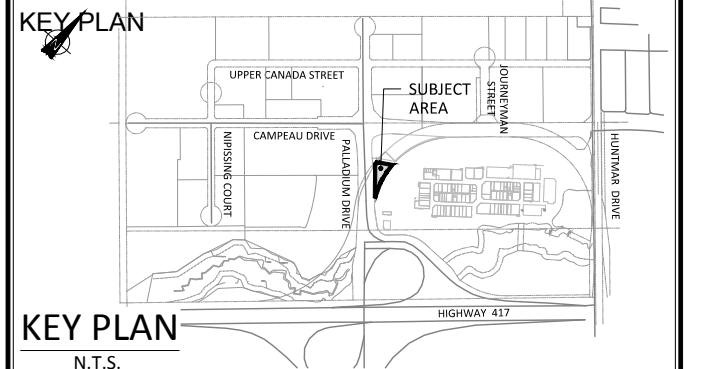 KEY PLAN
UPPER CANADA STREET
SUBJECT
AREA
JOURNEYMAN
STREET
CAMPEAU DRIVE
NIPISSING COURT
PALLADIUM DRIVE
HUNTMAR DRIVE
HIGHWAY 417
KEY PLAN
N.T.S.